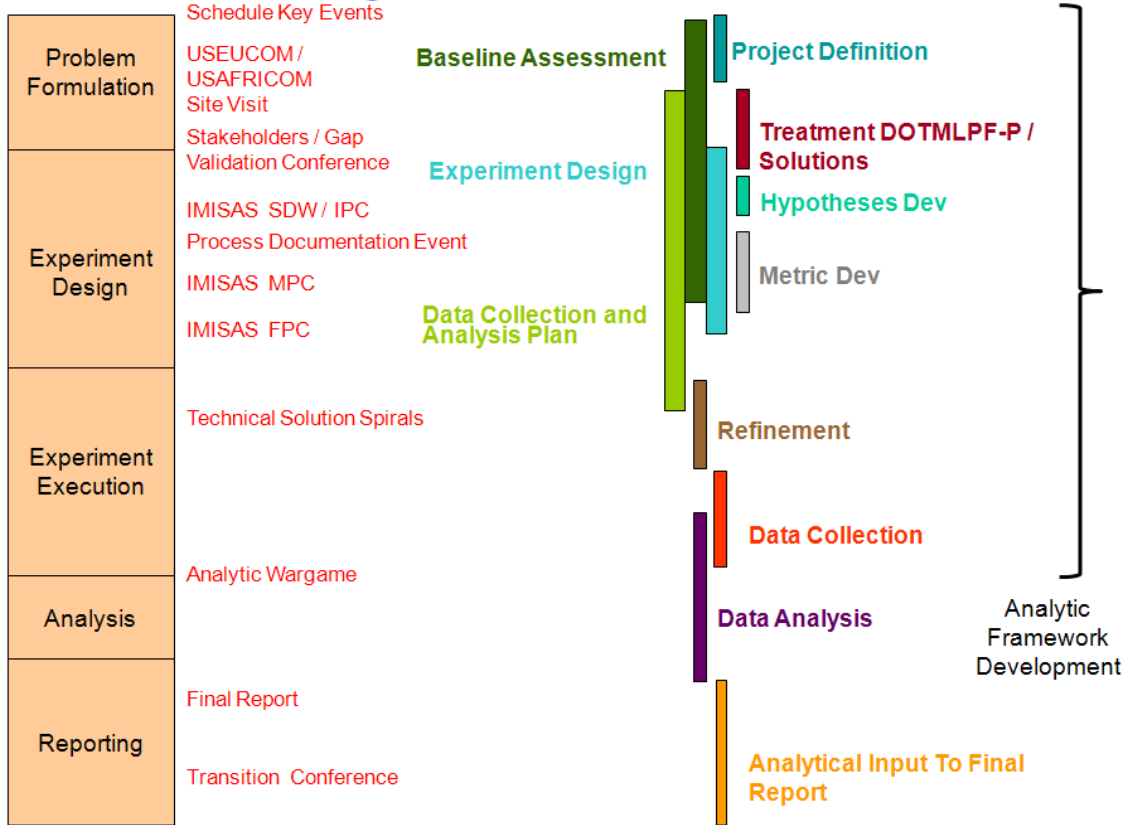 Schedule Key Events
Problem
Formulation
USEUCOM /
USAFRICOM
Site Visit
Stakeholders / Gap
Validation Conference
Experiment
Design
IMISAS SDW / IPC
Process Documentation Event
IMISAS MPC
IMISAS FPC
Experiment
Execution
Technical Solution Spirals
Analysis
Analytic Wargame
Reporting
Final Report
Transition Conference
Baseline Assessment
Project Definition
Treatment DOTMLPF-P /
Solutions
Experiment Design
Hypotheses Dev
Metric Dev
Data Collection and
Analysis Plan
Refinement
Data Collection
Data Analysis
Analytical Input To Final
Report
Analytic
Framework
Development